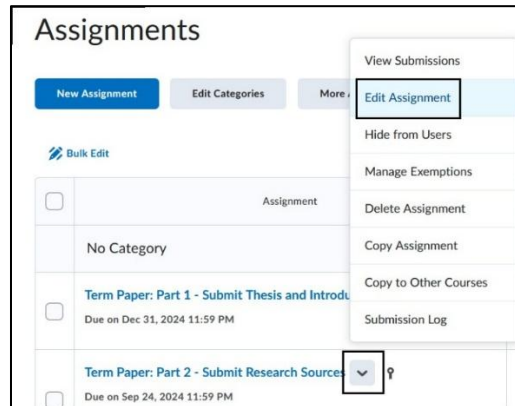 Assignments
New Assignment
Edit Categories
More
Bulk Edit
Assignment
No Category
Term Paper: Part 1 - Submit Thesis and
Due on Dec 31, 2024 11:59 PM
Term Paper: Part 2 - Submit Research Sources
Due on Sep 24, 2024 11:59 PM
View Submissions
Edit Assignment
Hide from Users
Manage Exemptions
Delete Assignment
Copy Assignment
Copy to Other Courses
Submission Log